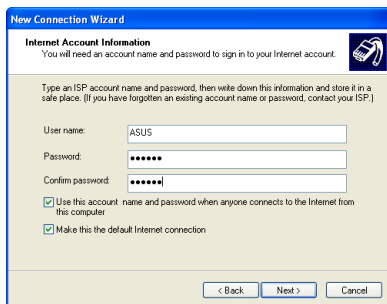 New Connection Wizard
Internet Account Information
You will need an account name and password to sign in to your Internet account.
Type an ISP account name and password, then write down this information and store it in a
safe place. (If you have forgotten an existing account name or password, contact your ISP.)
User name:
ASUS
Password:
••••••
Confirm password:
••••••
Use this account name and password when anyone connects to the Internet from
this computer
Make this the default Internet connection
< Back
Next >
Cancel